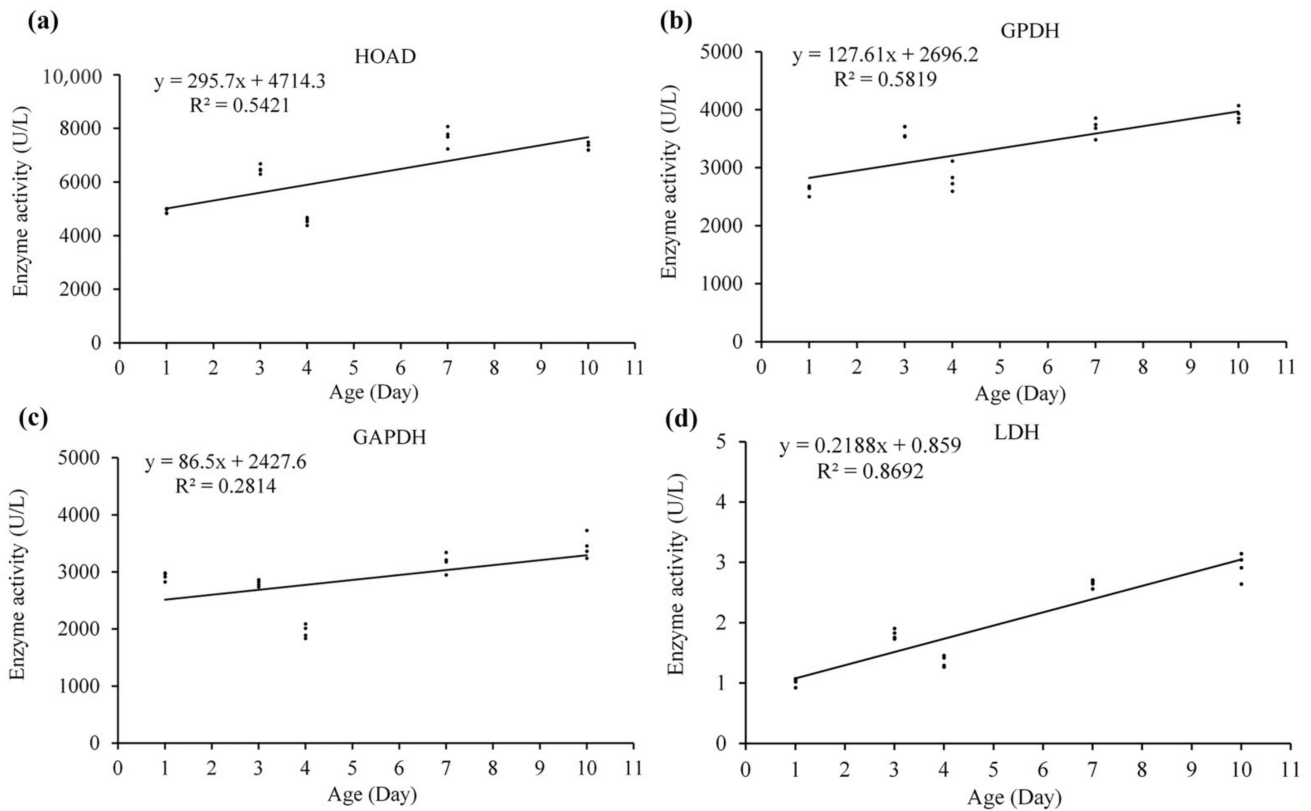 (a)
HOAD
y = 295.7x + 4714.3
R² = 0.5421
Enzyme activity (U/L)
10,000
8000
6000
4000
2000
0
0 1 2 3 4 5 6 7 8 9 10 11
Age (Day)
(b)
GPDH
y = 127.61x + 2696.2
R² = 0.5819
Enzyme activity (U/L)
5000
4000
3000
2000
1000
0
0 1 2 3 4 5 6 7 8 9 10 11
Age (Day)
(c)
GAPDH
y = 86.5x + 2427.6
R² = 0.2814
Enzyme activity (U/L)
5000
4000
3000
2000
1000
0
0 1 2 3 4 5 6 7 8 9 10 11
Age (Day)
(d)
LDH
y = 0.2188x + 0.859
R² = 0.8692
Enzyme activity (U/L)
5
4
3
2
1
0
0 1 2 3 4 5 6 7 8 9 10 11
Age (Day)